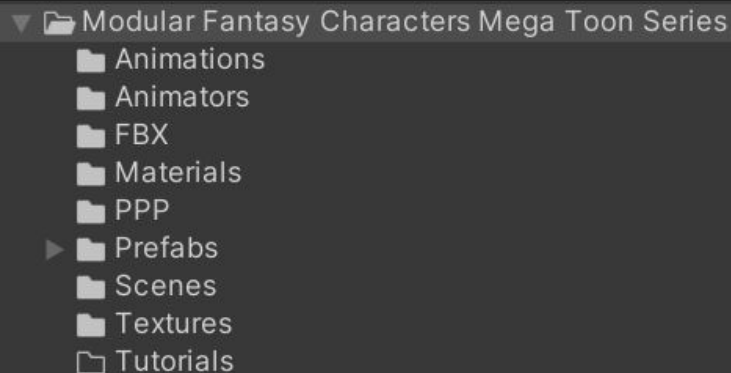 Modular Fantasy Characters Mega Toon Series
Animations
Animators
FBX
Materials
PPP
Prefabs
Scenes
Textures
Tutorials